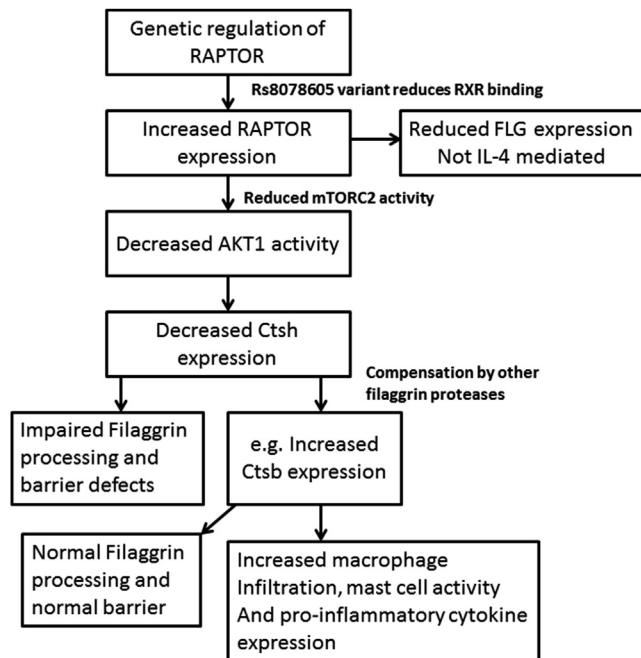 Genetic regulation of
RAPTOR
Rs8078605 variant reduces RXR binding
Increased RAPTOR
expression
Reduced FLG expression
Not IL-4 mediated
Reduced mTORC2 activity
Decreased AKT1 activity
Decreased Ctsh
expression
Compensation by other
filaggrin proteases
Impaired Filaggrin
processing and
barrier defects
e.g. Increased
Ctsb expression
Normal Filaggrin
processing and
normal barrier
Increased macrophage
Infiltration, mast cell activity
And pro-inflammatory cytokine
expression